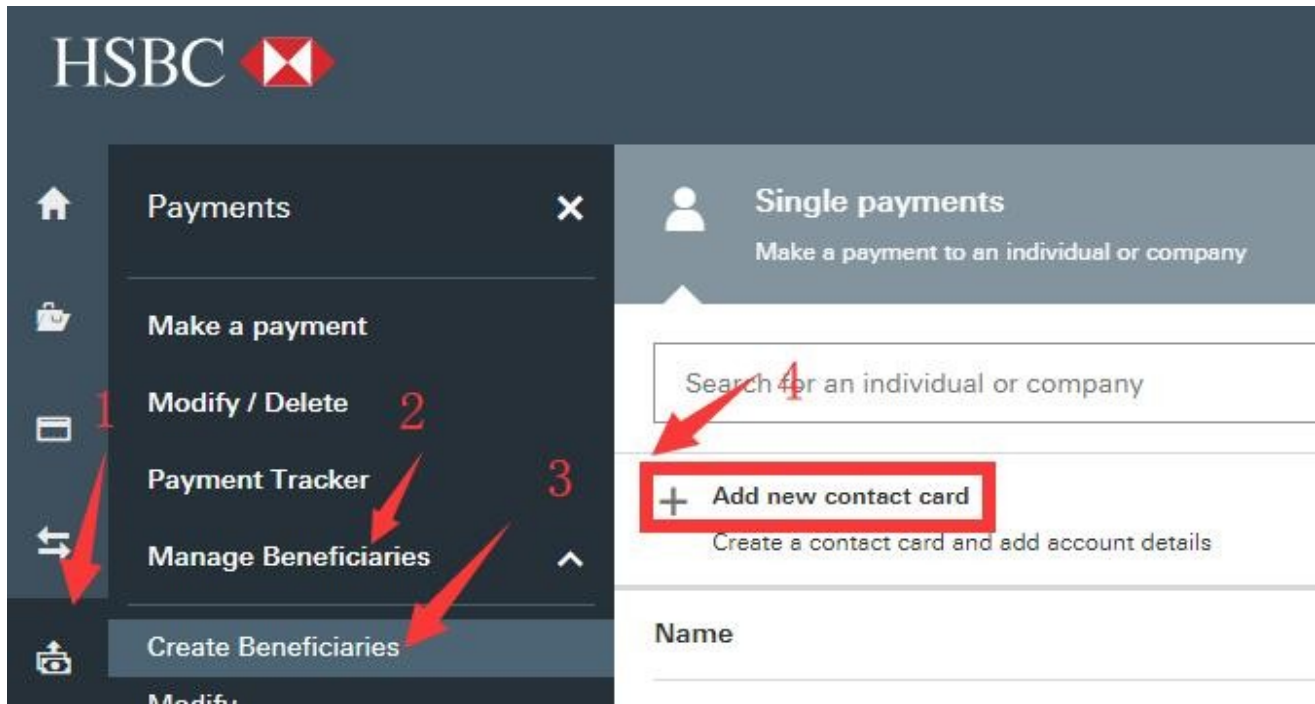 HSBC
Payments
Make a payment
Modify / Delete
Payment Tracker
Manage Beneficiaries
Create Beneficiaries
Modify
1
2
3
Single payments
Make a payment to an individual or company
Search for an individual or company
4
Add new contact card
Create a contact card and add account details
Name